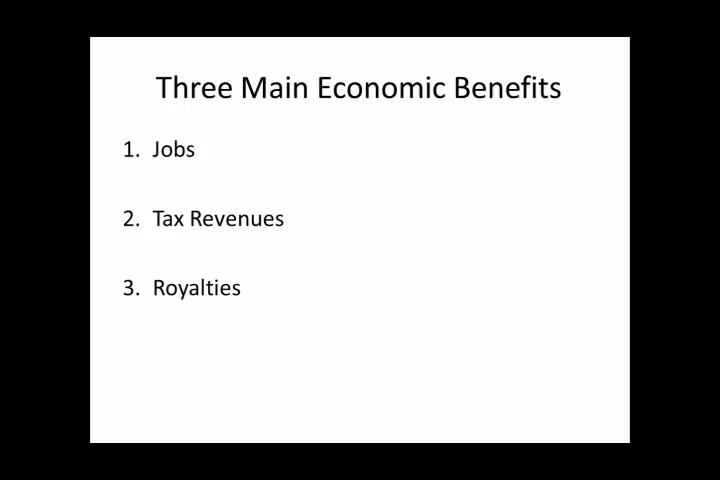 Three Main Economic Benefits
1. Jobs
2. Tax Revenues
3. Royalties